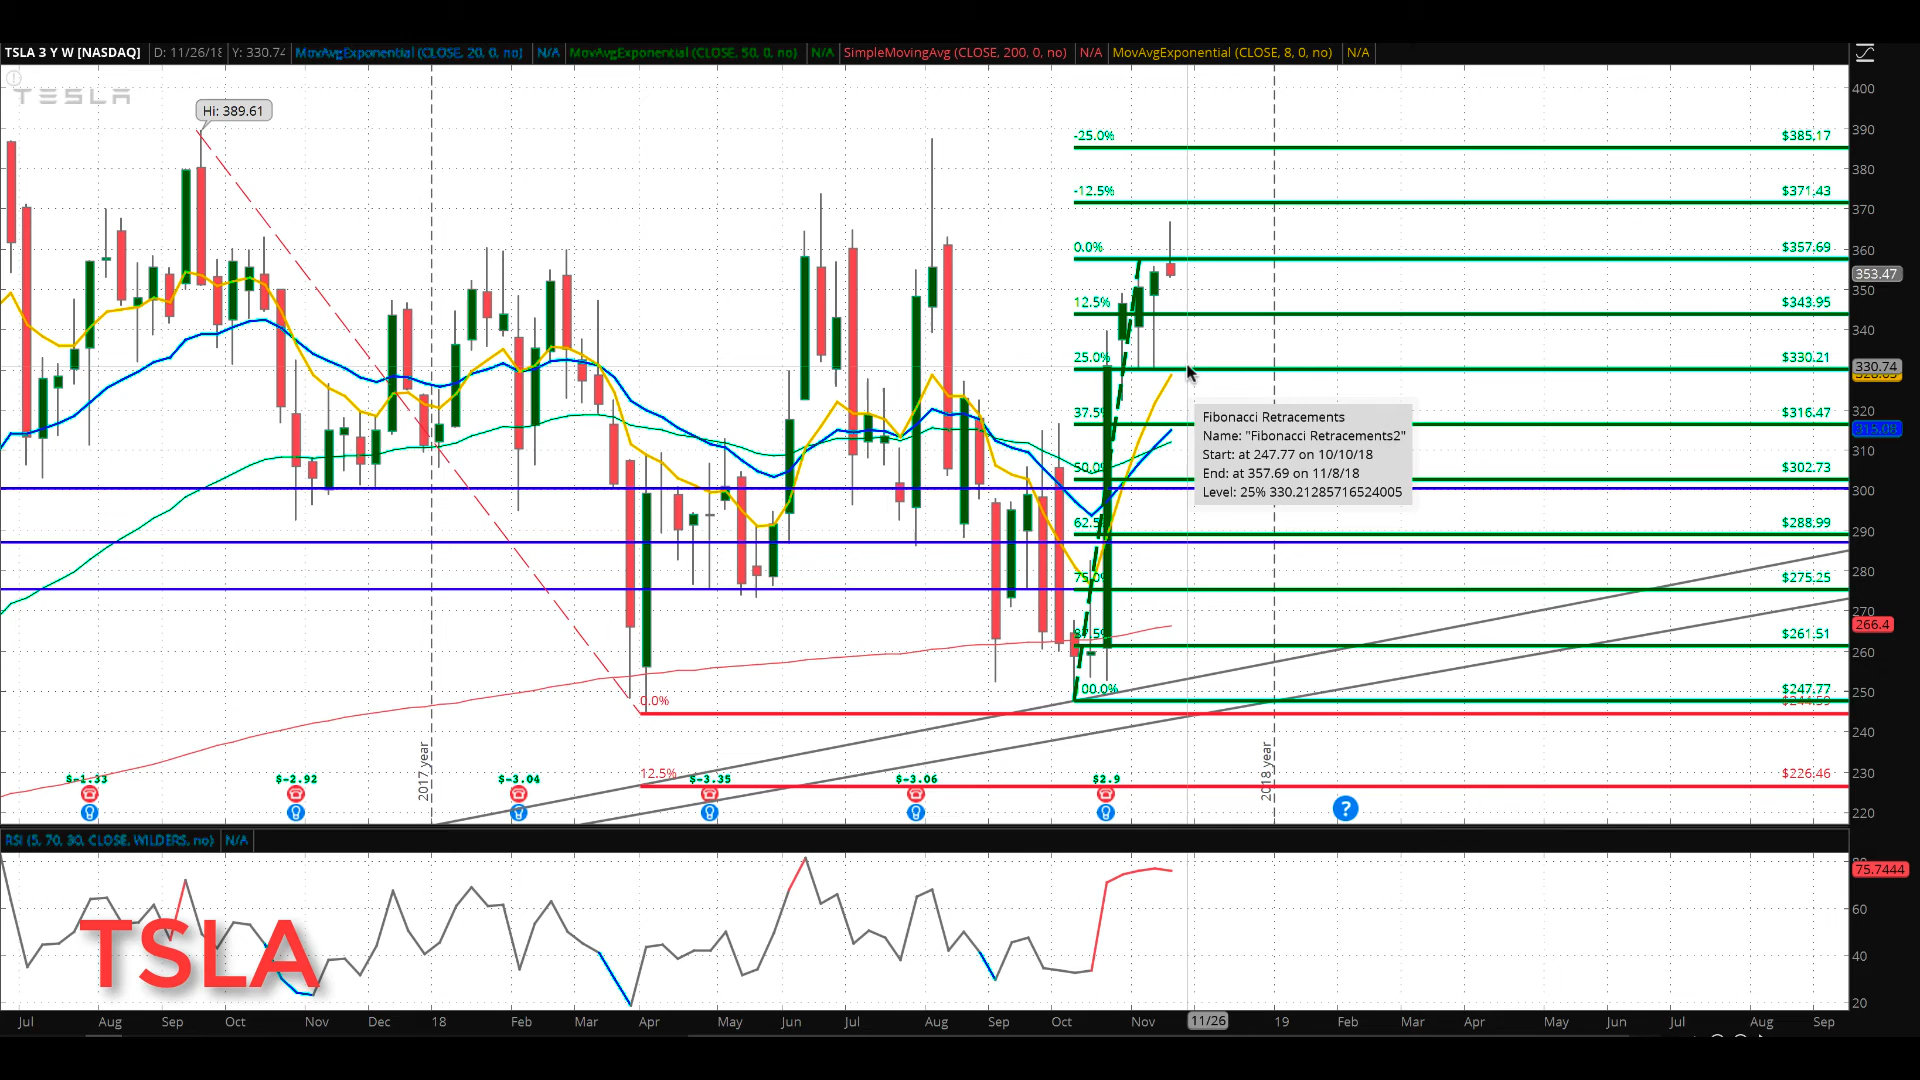 TSLA 3 Y W [NASDAQ] D: 11/26/18 Y: 330.74 MovAvgExponential (CLOSE, 20, 0, no) N/A MovAvgExponential (CLOSE, 50, 0, no) N/A SimpleMovingAvg (CLOSE, 200, 0, no) N/A MovAvgExponential (CLOSE, 8, 0, no) N/A
TESLA
Hi: 389.61
400
390
380
370
360
353.47
350
340
330.74
320
315.05
310
300
290
280
270
266.4
260
250
240
230
220
-25.0% $385.17
-12.5% $371.43
0.0% $357.69
12.5% $343.95
25.0% $330.21
37.5% $316.47
50.0% $302.73
62.5% $288.99
75.0% $275.25
87.5% $261.51
00.0% $247.77
0.0% $244.59
12.5% $226.46
Fibonacci Retracements
Name: "Fibonacci Retracements2"
Start: at 247.77 on 10/10/18
End: at 357.69 on 11/8/18
Level: 25% 330.21285716524005
2017 year
2018 year
$-1.33 $-2.92 $-3.04 $-3.35 $-3.06 $2.9
?
RSI (5, 70, 30, CLOSE, WILDERS, no) N/A
80
75.7444
60
40
20
TSLA
Jul Aug Sep Oct Nov Dec 18 Feb Mar Apr May Jun Jul Aug Sep Oct Nov 11/26 19 Feb Mar Apr May Jun Jul Aug Sep